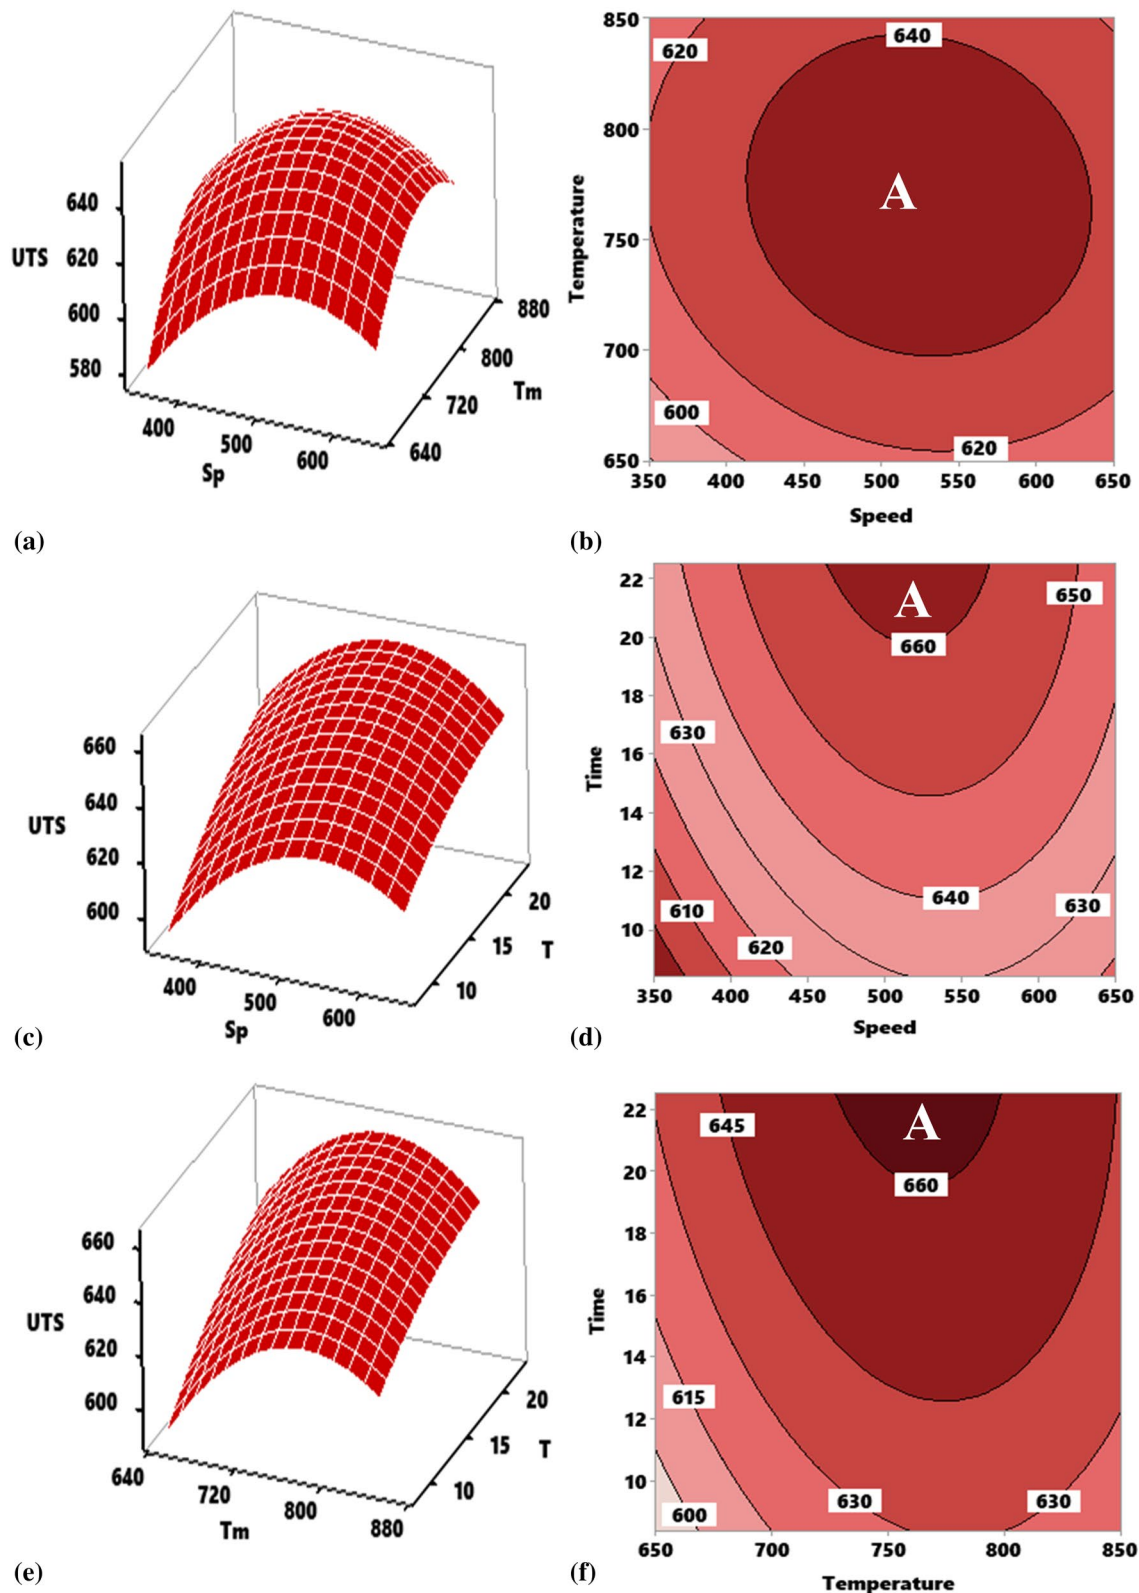 640
620
600
580
UTS
400
500
600
Sp
640
720
800
880
Tm
(a)
850
800
750
700
650
Temperature
620
640
A
600
620
350 400 450 500 550 600 650
Speed
(b)
660
640
620
600
UTS
400
500
600
Sp
10
15
20
T
(c)
22
20
18
16
14
12
10
Time
A
650
660
630
640
630
610
620
350 400 450 500 550 600 650
Speed
(d)
660
640
620
600
UTS
640
720
800
880
Tm
10
15
20
T
(e)
22
20
18
16
14
12
10
Time
645
A
660
615
630
630
600
650 700 750 800 850
Temperature
(f)